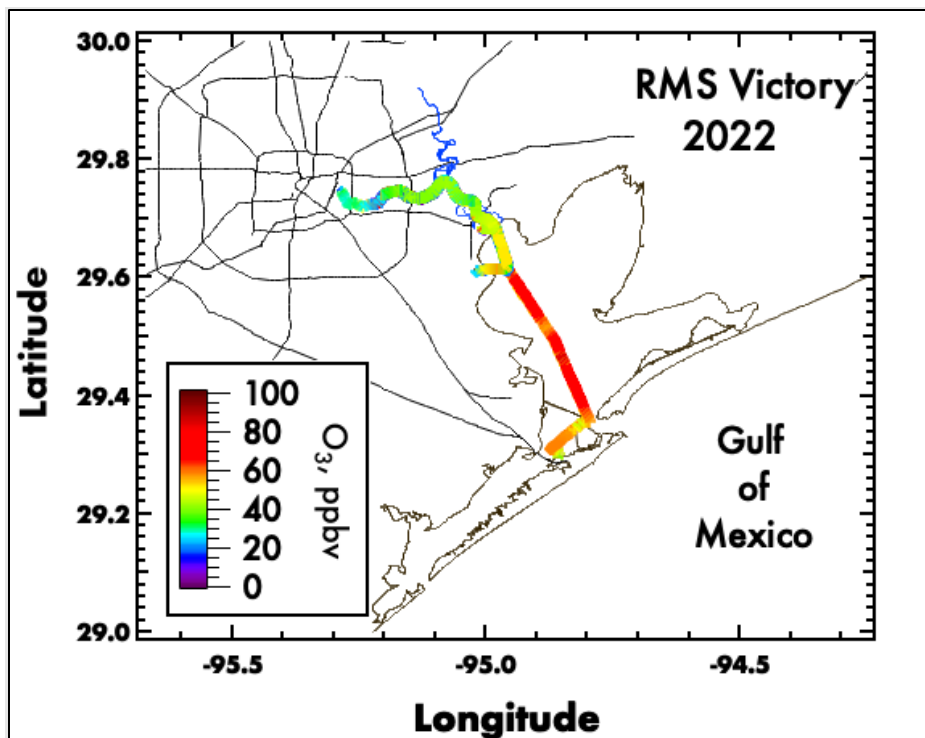 30.0
29.8
29.6
29.4
29.2
29.0
Latitude
RMS Victory
2022
100
80
60
40
20
0
O₃, ppbv
Gulf
of
Mexico
-95.5
-95.0
-94.5
Longitude